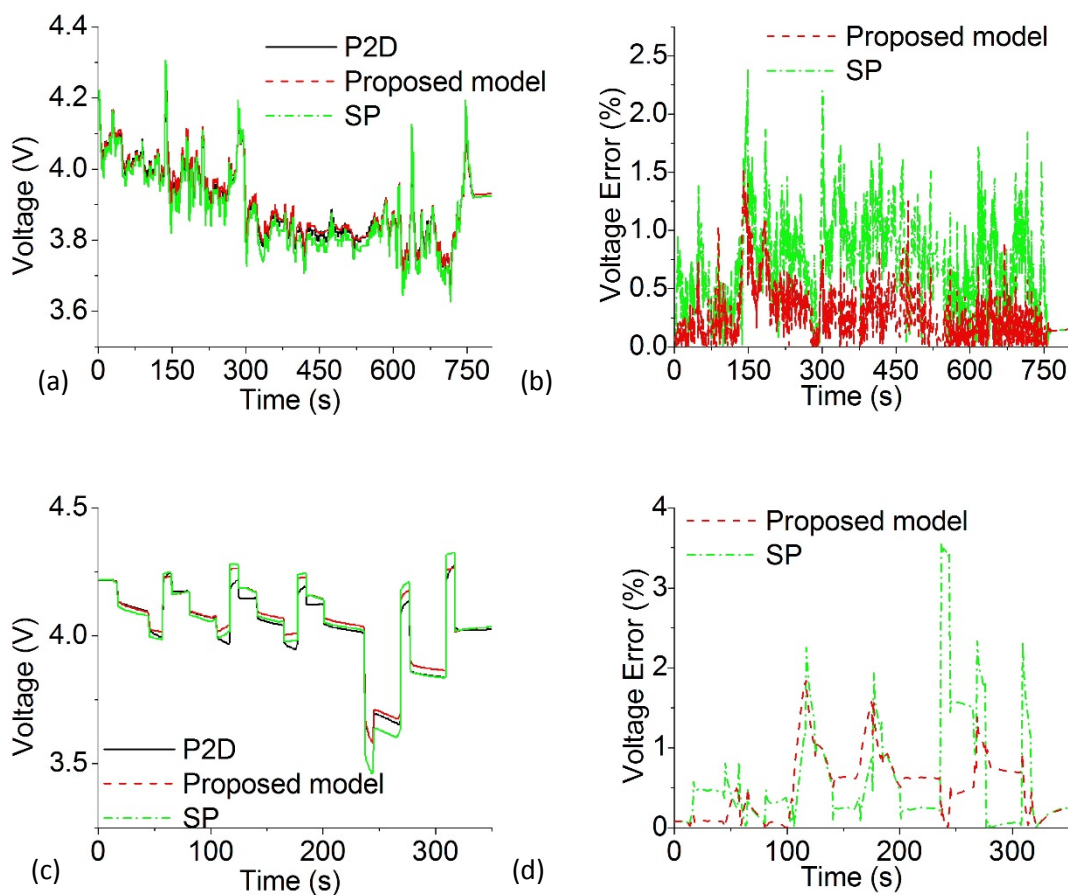 4.4
4.2
4.0
3.8
3.6
Voltage (V)
P2D
Proposed model
SP
0 150 300 450 600 750
Time (s)
(a)
2.5
2.0
1.5
1.0
0.5
0.0
Voltage Error (%)
Proposed model
SP
0 150 300 450 600 750
Time (s)
(b)
4.5
4.0
3.5
Voltage (V)
P2D
Proposed model
SP
0 100 200 300
Time (s)
(c)
4
3
2
1
0
Voltage Error (%)
Proposed model
SP
0 100 200 300
Time (s)
(d)